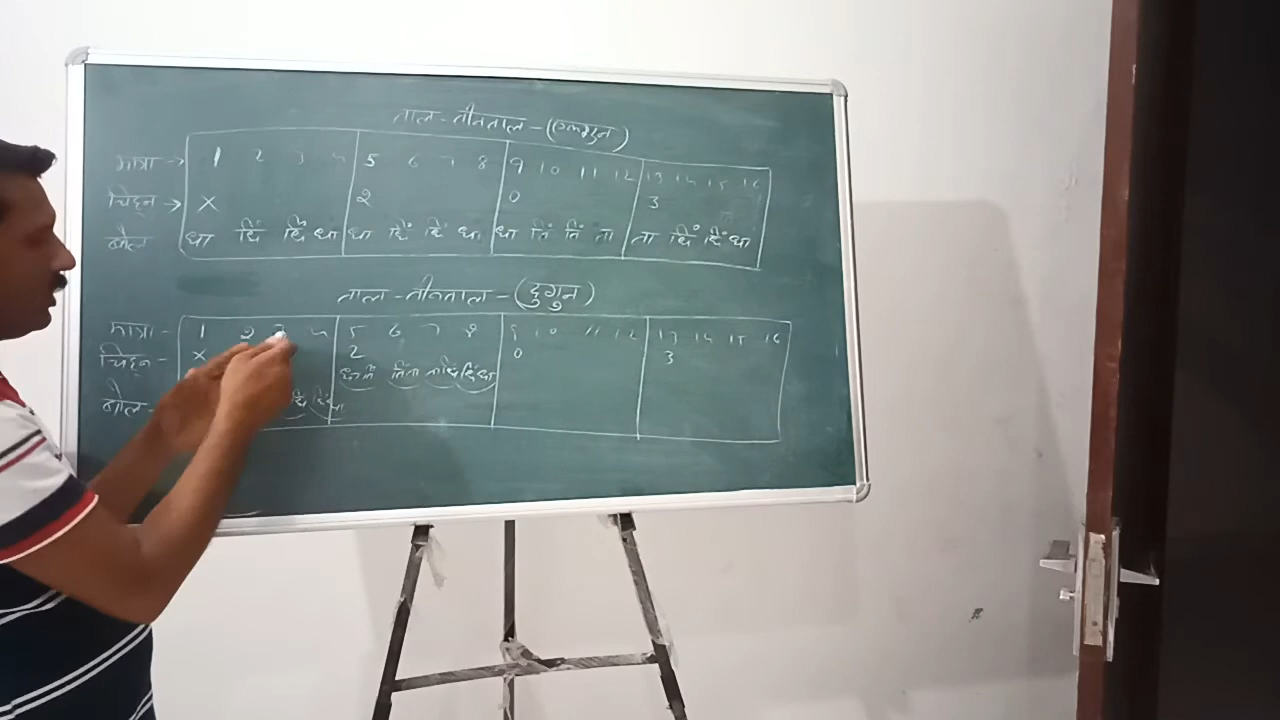 ताल-तीनताल-(एकगुन)
मात्रा → 1 2 3 4 5 6 7 8 9 10 11 12 13 14 15 16
चिह्न → X 2 0 3
बोल धा धिं धिं धा धा धिं धिं धा धा तिं तिं ता ता धिं धिं धा
ताल-तीनताल-(दुगुन)
मात्रा- 1 2 3 4 5 6 7 8 9 10 11 12 13 14 15 16
चिह्न- X 2 0 3
धातिं तिंता ताधिं धिंधा
बोल- धिं धिंधा